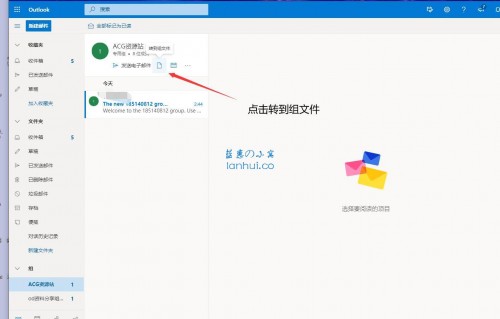 Outlook
搜索
新建邮件
全部标记为已读
收藏夹
收件箱 5
已发送邮件
草稿
加入收藏夹
文件夹
收件箱 5
草稿
已发送邮件
已删除邮件
垃圾邮件
存档
便笺
对话历史记录
新建文件夹
组
ACG资源站 1
od资料分享组... 1
ACG资源站
转到组文件
专用组
发送电子邮件
今天
The new 185140812 gro...
2:44
Welcome to the 185140812 group. Use ...
点击转到组文件
蓝惠の小窝
lanhui.co
选择要阅读的项目